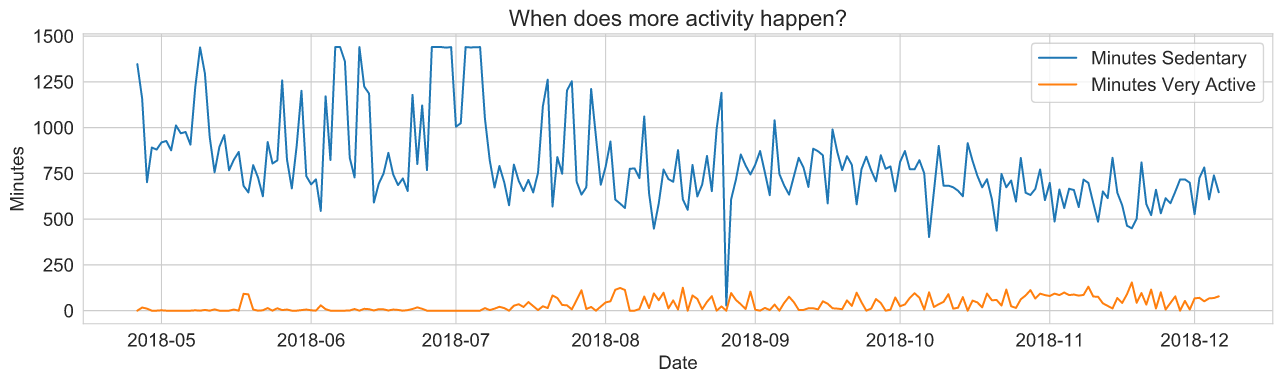 When does more activity happen?
Minutes Sedentary
Minutes Very Active
Minutes
1500
1250
1000
750
500
250
0
2018-05 2018-06 2018-07 2018-08 2018-09 2018-10 2018-11 2018-12
Date